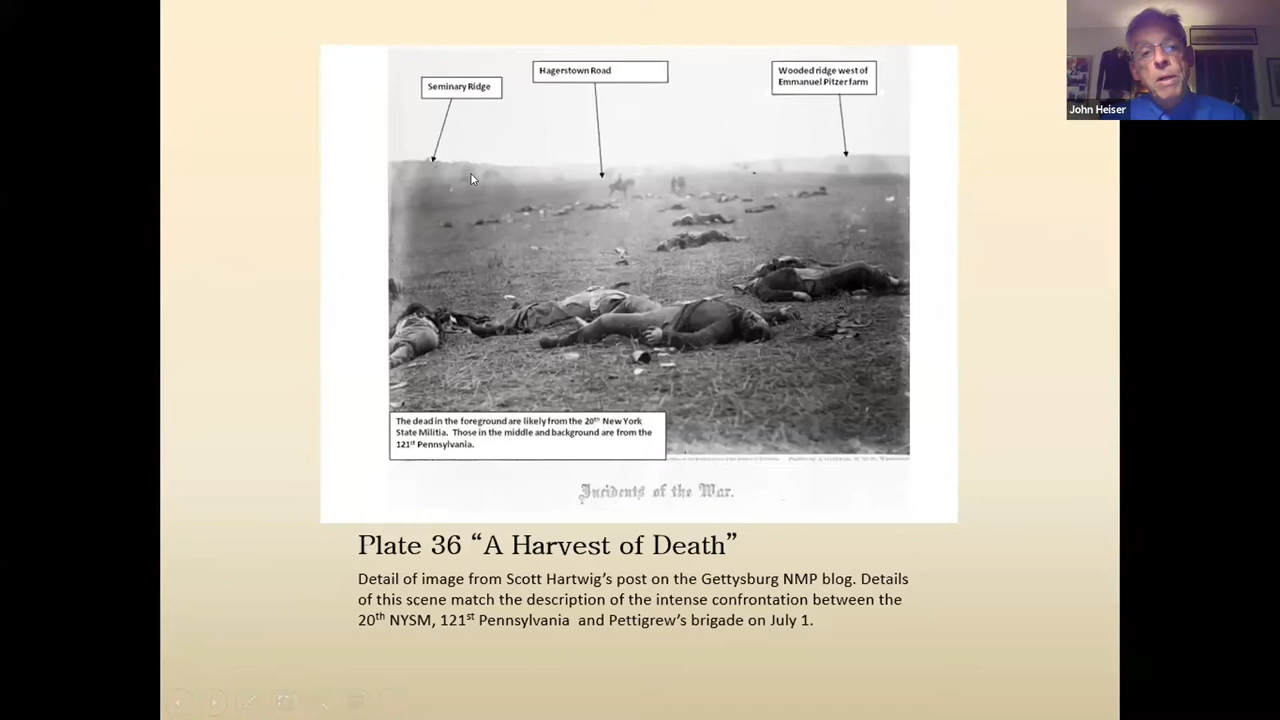 Seminary Ridge
Hagerstown Road
Wooded ridge west of
Emmanuel Pitzer farm
John Heiser
The dead in the foreground are likely from the 20th New York
State Militia. Those in the middle and background are from the
121st Pennsylvania.
Incidents of the War.
Plate 36 “A Harvest of Death”
Detail of image from Scott Hartwig’s post on the Gettysburg NMP blog. Details
of this scene match the description of the intense confrontation between the
20th NYSM, 121st Pennsylvania and Pettigrew’s brigade on July 1.